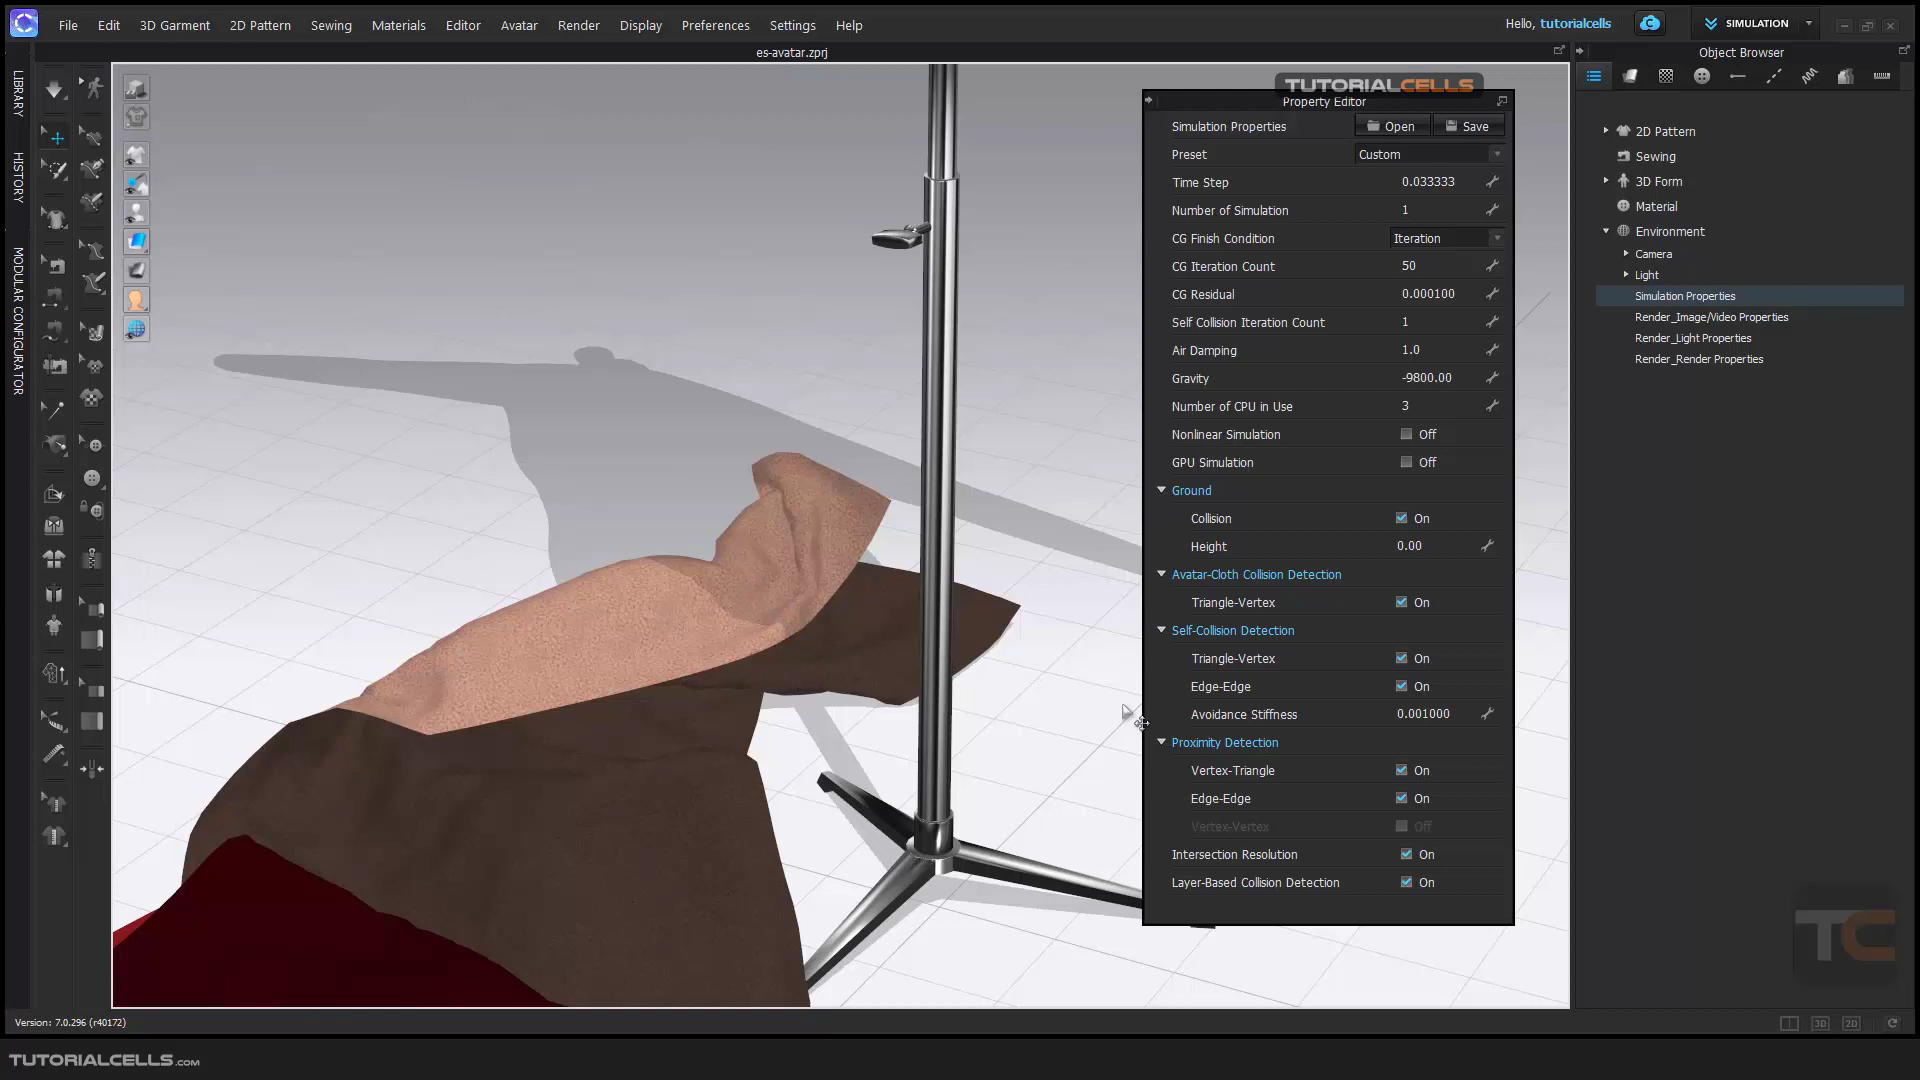 File Edit 3D Garment 2D Pattern Sewing Materials Editor Avatar Render Display Preferences Settings Help
Hello, tutorialcells
SIMULATION
es-avatar.zprj
Object Browser
LIBRARY
HISTORY
MODULAR CONFIGURATOR
TUTORIALCELLS
Property Editor
Simulation Properties Open Save
Preset Custom
Time Step 0.033333
Number of Simulation 1
CG Finish Condition Iteration
CG Iteration Count 50
CG Residual 0.000100
Self Collision Iteration Count 1
Air Damping 1.0
Gravity -9800.00
Number of CPU in Use 3
Nonlinear Simulation Off
GPU Simulation Off
Ground
Collision On
Height 0.00
Avatar-Cloth Collision Detection
Triangle-Vertex On
Self-Collision Detection
Triangle-Vertex On
Edge-Edge On
Avoidance Stiffness 0.001000
Proximity Detection
Vertex-Triangle On
Edge-Edge On
Vertex-Vertex Off
Intersection Resolution On
Layer-Based Collision Detection On
2D Pattern
Sewing
3D Form
Material
Environment
Camera
Light
Simulation Properties
Render_Image/Video Properties
Render_Light Properties
Render_Render Properties
TC
Version: 7.0.296 (r40172)
3D 2D
TUTORIALCELLS.COM